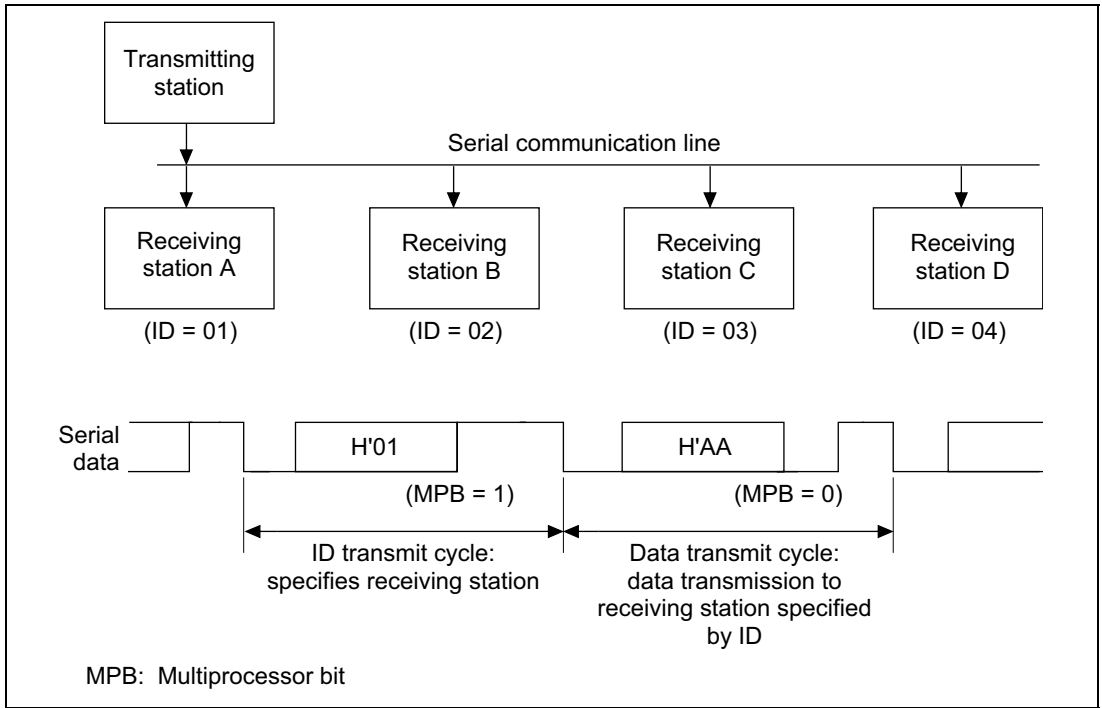 Transmitting
station
Serial communication line
Receiving
station A
Receiving
station B
Receiving
station C
Receiving
station D
(ID = 01)
(ID = 02)
(ID = 03)
(ID = 04)
Serial
data
H'01
H'AA
(MPB = 1)
(MPB = 0)
ID transmit cycle:
specifies receiving station
Data transmit cycle:
data transmission to
receiving station specified
by ID
MPB: Multiprocessor bit